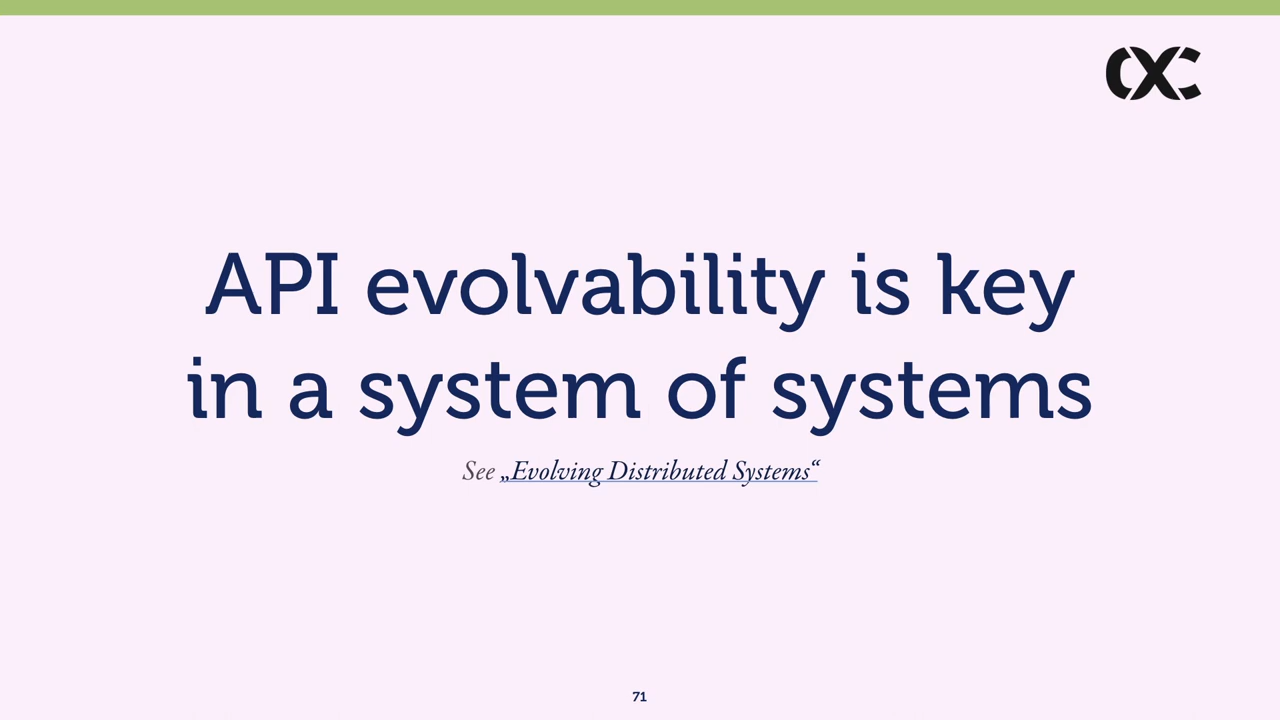 API evolvability is key
in a system of systems
See „Evolving Distributed Systems“
71